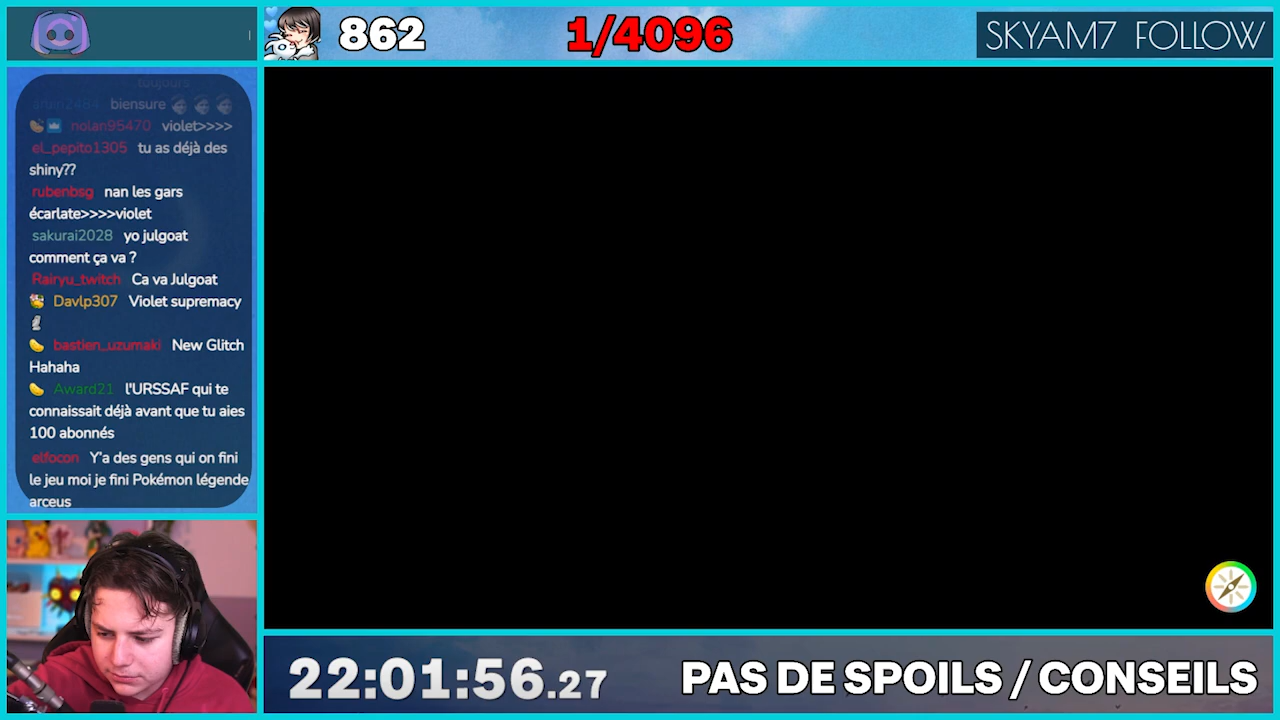 862
1/4096
SKYAM7 FOLLOW
toujours
biensure
nolan95470 violet>>>>
el_pepito1305 tu as déjà des
shiny??
rubenbsg nan les gars
écarlate>>>>violet
sakurai2028 yo julgoat
comment ça va ?
Rairyu_twitch Ca va Julgoat
Davlp307 Violet supremacy
bastien_uzumaki New Glitch
Hahaha
Award21 l'URSSAF qui te
connaissait déjà avant que tu aies
100 abonnés
elfocon Y'a des gens qui on fini
le jeu moi je fini Pokémon légende
arceus
22:01:56.27
PAS DE SPOILS / CONSEILS